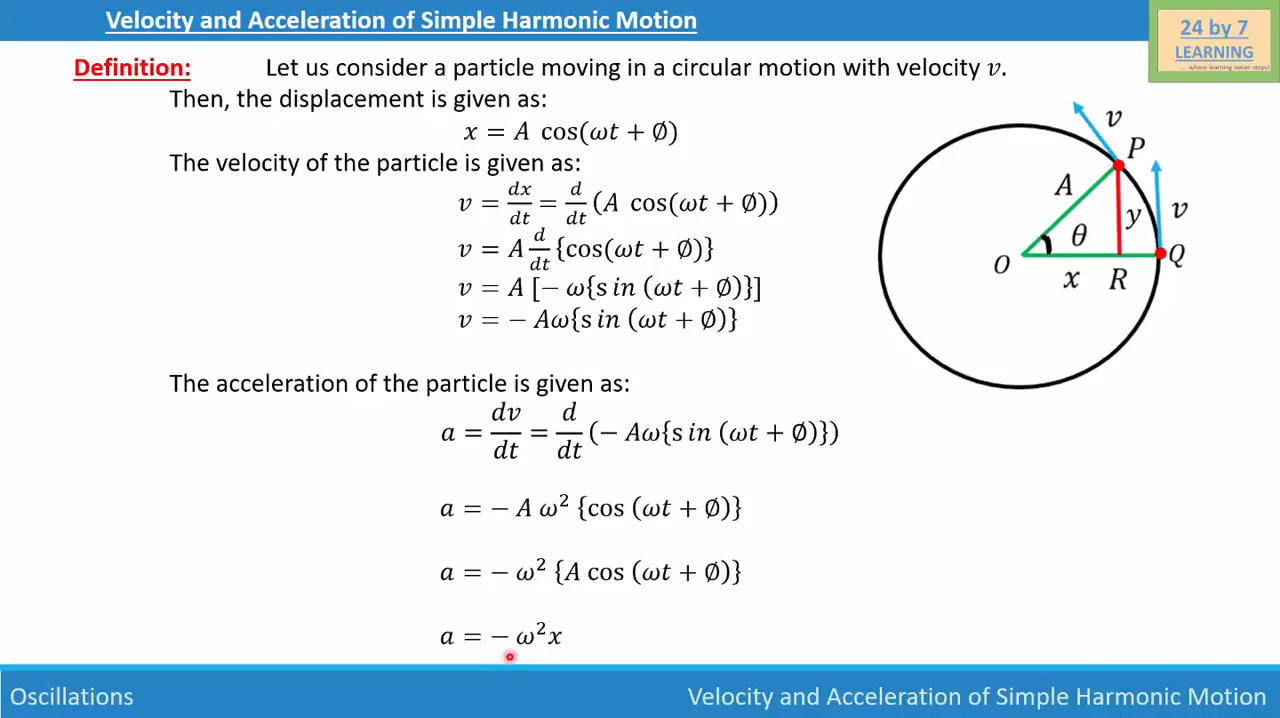 Velocity and Acceleration of Simple Harmonic Motion
24 by 7
LEARNING
....where learning never stops!
Definition: Let us consider a particle moving in a circular motion with velocity 𝑣.
Then, the displacement is given as:
𝑥 = 𝐴 cos(𝜔𝑡 + ∅)
The velocity of the particle is given as:
𝑣 = 𝑑𝑥/𝑑𝑡 = 𝑑/𝑑𝑡 (𝐴 cos(𝜔𝑡 + ∅))
𝑣 = 𝐴 𝑑/𝑑𝑡 {cos(𝜔𝑡 + ∅)}
𝑣 = 𝐴 [− 𝜔{s𝑖𝑛 (𝜔𝑡 + ∅)}]
𝑣 = − 𝐴𝜔{s𝑖𝑛 (𝜔𝑡 + ∅)}
The acceleration of the particle is given as:
𝑎 = 𝑑𝑣/𝑑𝑡 = 𝑑/𝑑𝑡 (− 𝐴𝜔{s𝑖𝑛 (𝜔𝑡 + ∅)})
𝑎 = − 𝐴 𝜔² {cos (𝜔𝑡 + ∅)}
𝑎 = − 𝜔² {𝐴 cos (𝜔𝑡 + ∅)}
𝑎 = − 𝜔²𝑥
𝑣
𝑃
𝐴
𝑦
𝑣
𝜃
𝑂
𝑄
𝑥
𝑅
Oscillations
Velocity and Acceleration of Simple Harmonic Motion